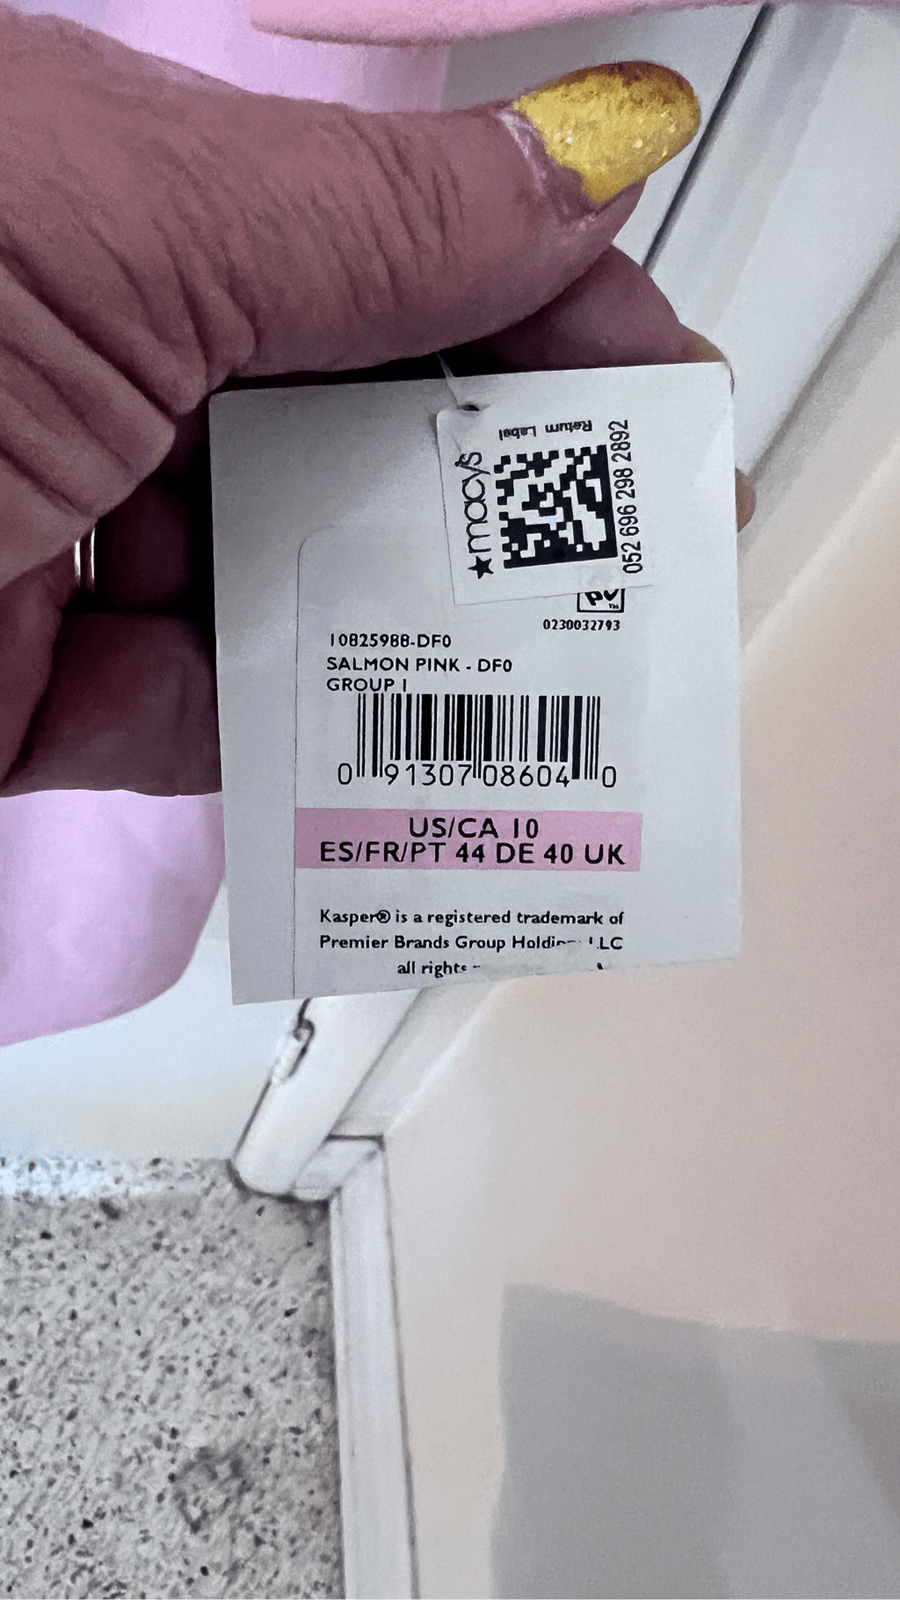 Return Label
macy's
052 696 298 2892
TM
0230032793
10825988-DF0
SALMON PINK - DF0
GROUP I
0 91307 08604 0
US/CA 10
ES/FR/PT 44 DE 40 UK
Kasper® is a registered trademark of
Premier Brands Group LLC
all rights